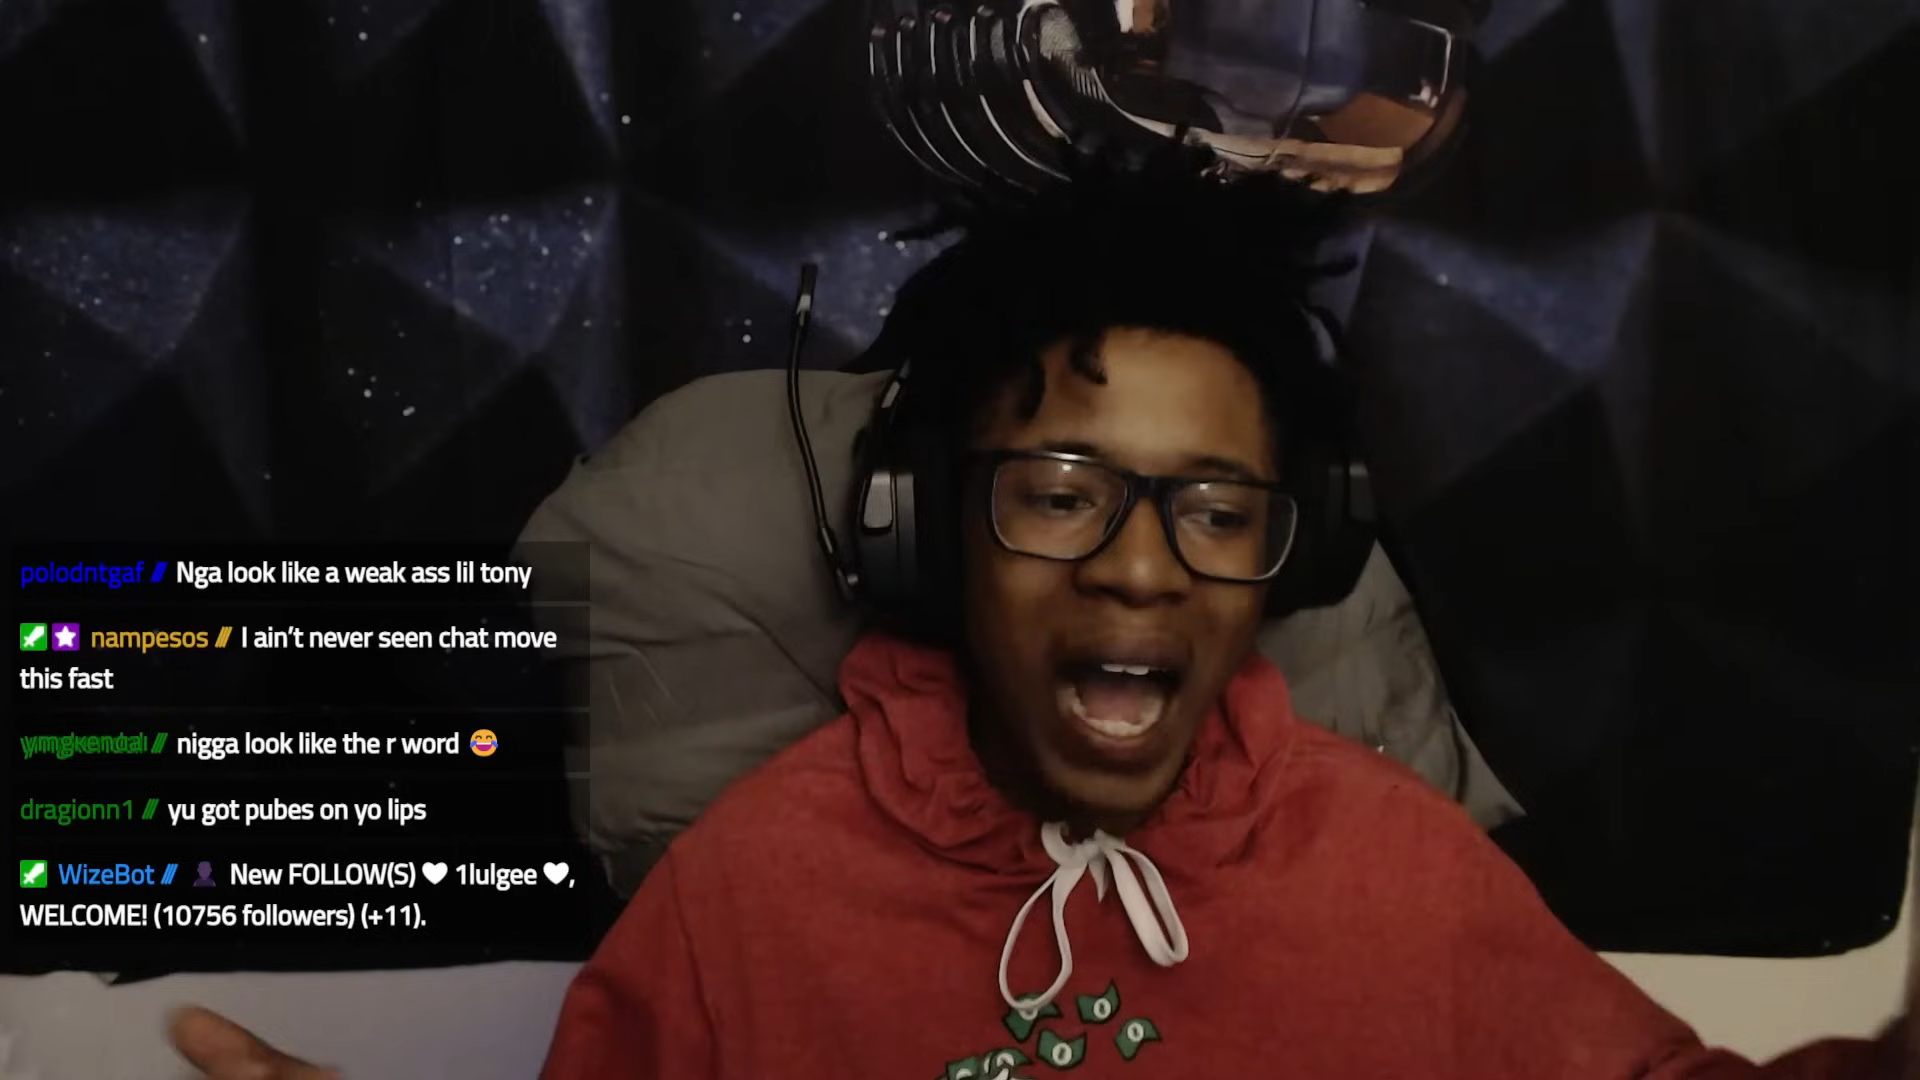 polodntgaf /// Nga look like a weak ass lil tony
nampesos /// I ain't never seen chat move
this fast
ymgkendal /// nigga look like the r word 😂
dragionn1 /// yu got pubes on yo lips
WizeBot /// 👤 New FOLLOW(S) 🤍 1lulgee 🤍,
WELCOME! (10756 followers) (+11).